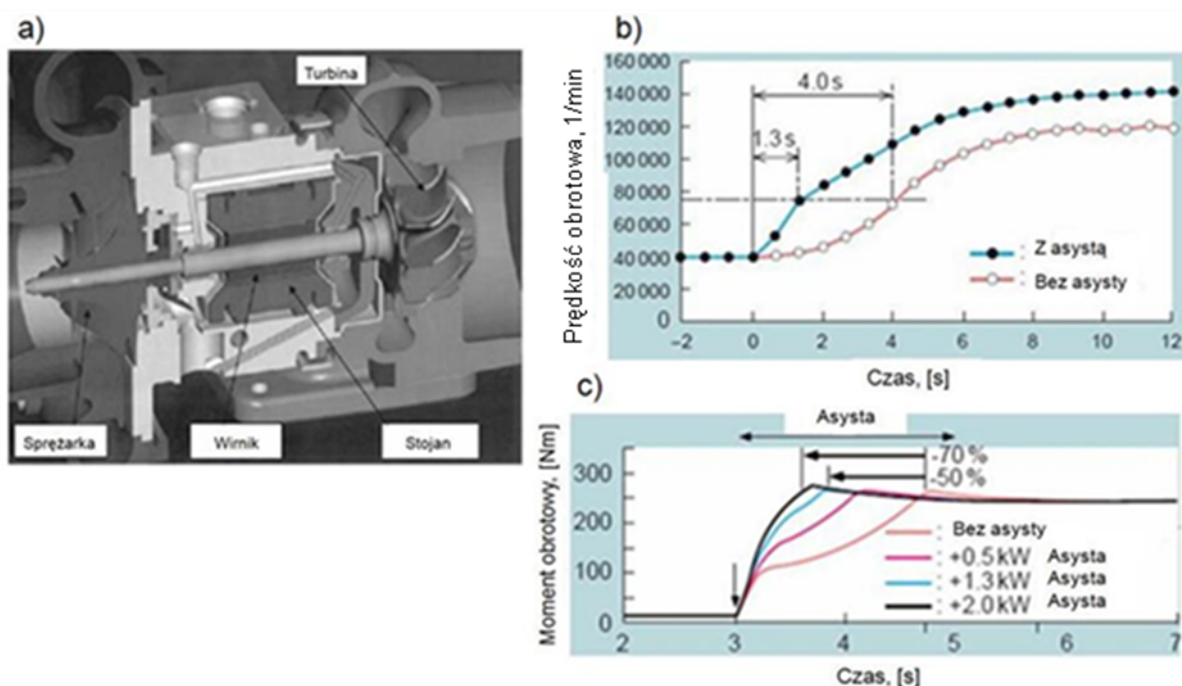 a)
Turbina
Sprężarka
Wirnik
Stojan
b)
Prędkość obrotowa, 1/min
160 000
140 000
120 000
100 000
80 000
60 000
40 000
20 000
0
4.0 s
1.3 s
: Z asystą
: Bez asysty
-2 0 2 4 6 8 10 12
Czas, [s]
c)
Asysta
Moment obrotowy, [Nm]
300
200
100
0
-70 %
-50 %
: Bez asysty
: +0.5 kW Asysta
: +1.3 kW Asysta
: +2.0 kW Asysta
2 3 4 5 6 7
Czas, [s]